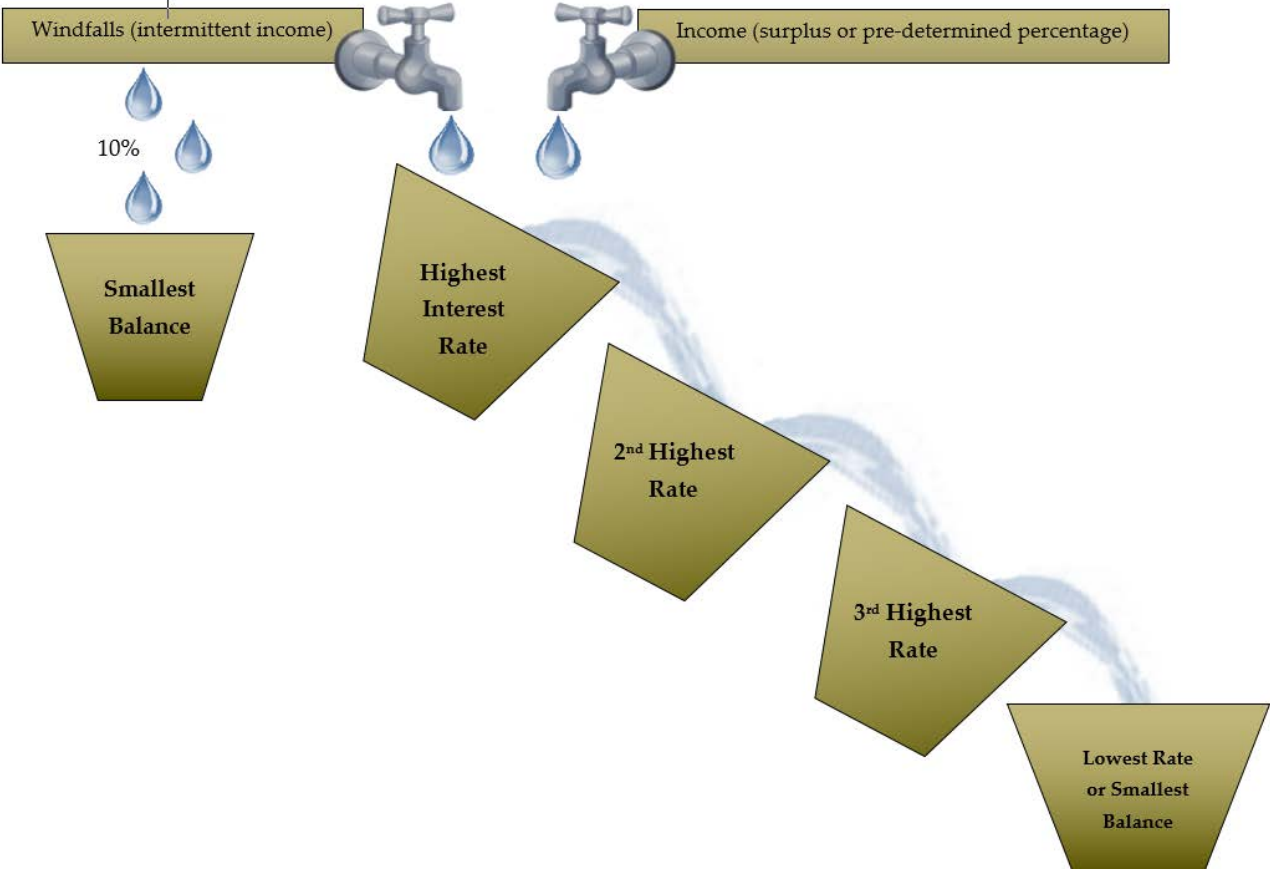 Windfalls (intermittent income)
Income (surplus or pre-determined percentage)
10%
Smallest
Balance
Highest
Interest
Rate
2nd Highest
Rate
3rd Highest
Rate
Lowest Rate
or Smallest
Balance